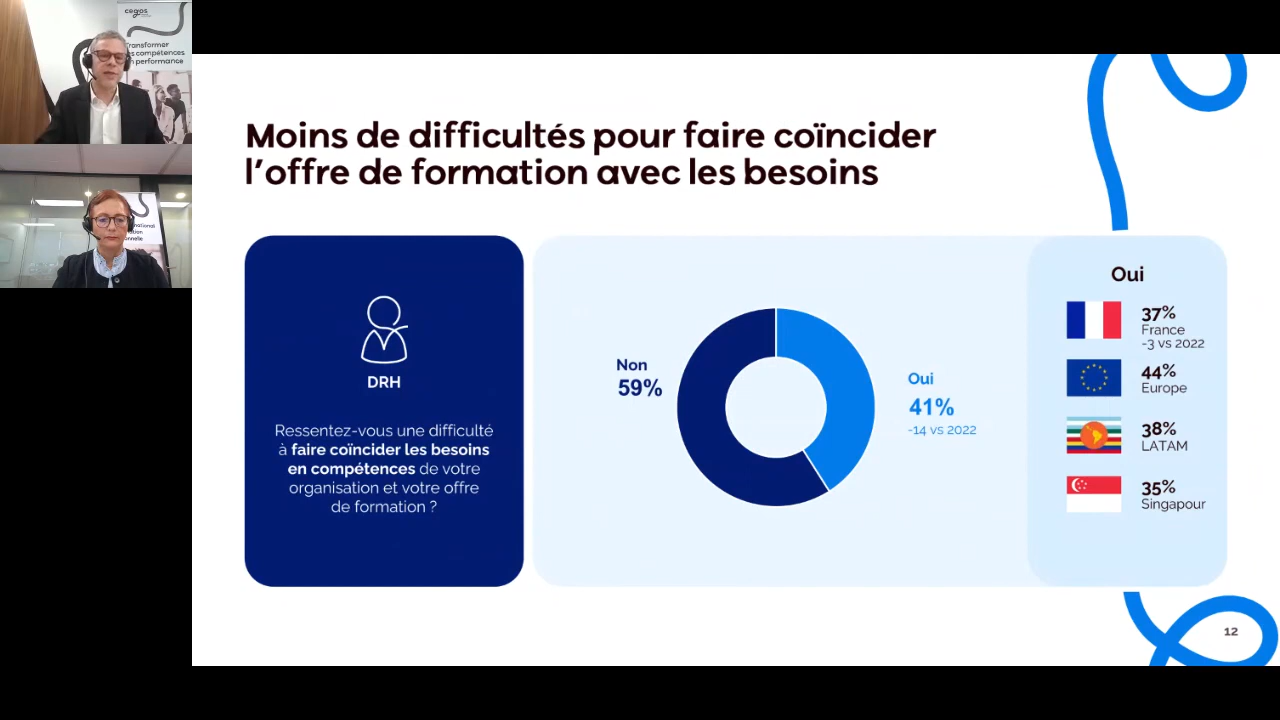 cegos
Transformer
es compétences
n performance
Moins de difficultés pour faire coïncider
l'offre de formation avec les besoins
DRH
Ressentez-vous une difficulté
à faire coïncider les besoins
en compétences de votre
organisation et votre offre
de formation ?
Non
59%
Oui
41%
-14 vs 2022
Oui
37%
France
-3 vs 2022
44%
Europe
38%
LATAM
35%
Singapour
12